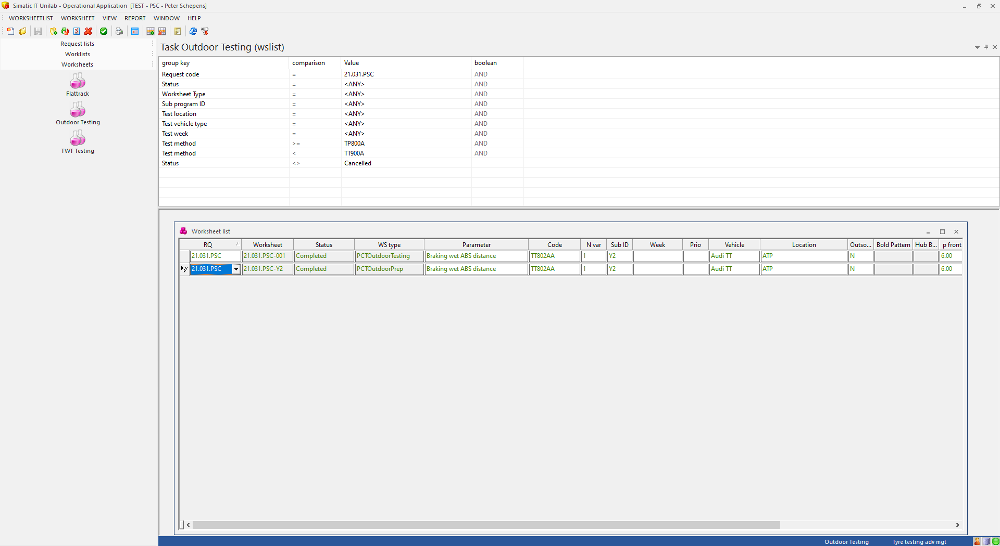 Simatic IT Unilab - Operational Application [TEST - PSC - Peter Schepens]
WORKSHEETLIST WORKSHEET VIEW REPORT WINDOW HELP
Request lists
Worklists
Worksheets
Flattrack
Outdoor Testing
TWT Testing
Task Outdoor Testing (wslist)
group key comparison Value boolean
Request code = 21.031.PSC AND
Status = <ANY> AND
Worksheet Type = <ANY> AND
Sub program ID = <ANY> AND
Test location = <ANY> AND
Test vehicle type = <ANY> AND
Test week = <ANY> AND
Test method >= TP800A AND
Test method < TT900A AND
Status <> Cancelled
Worksheet list
RQ Worksheet Status WS type Parameter Code N var Sub ID Week Prio Vehicle Location Outso... Bold Pattern Hub B... p front
21.031.PSC 21.031.PSC-001 Completed PCTOutdoorTesting Braking wet ABS distance TT802AA 1 Y2 Audi TT ATP N 6.00
21.031.PSC 21.031.PSC-Y2 Completed PCTOutdoorPrep Braking wet ABS distance TT802AA 1 Y2 Audi TT ATP N 6.00
Outdoor Testing Tyre testing adv mgt